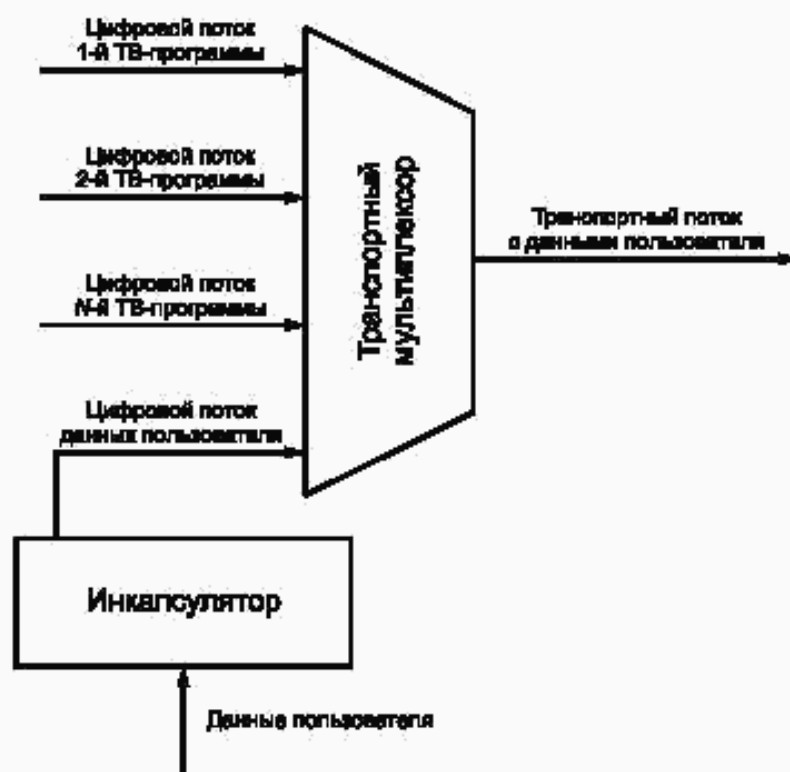 Цифровой поток
1-й ТВ-программы
Цифровой поток
2-й ТВ-программы
Цифровой поток
N-й ТВ-программы
Цифровой поток
данных пользователя
Транспортный
мультиплексор
Транспортный поток
с данными пользователя
Инкапсулятор
Данные пользователя